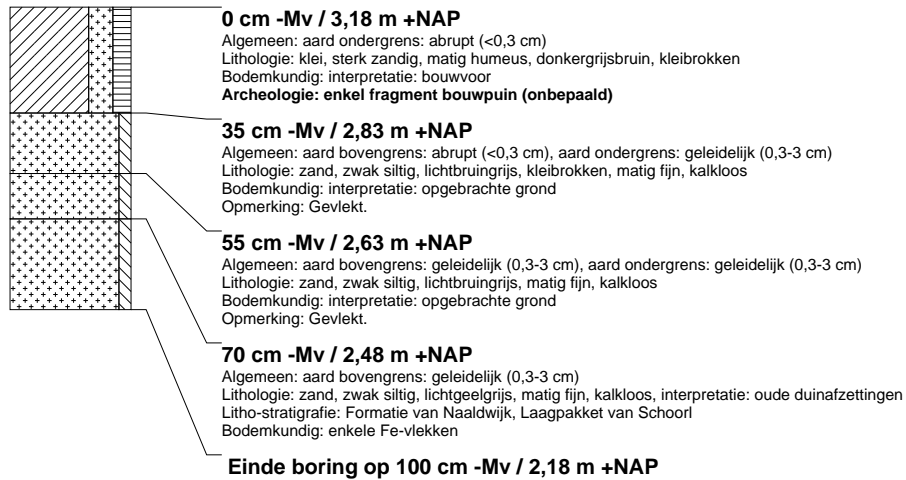 0 cm -Mv / 3,18 m +NAP
Algemeen: aard ondergrens: abrupt (<0,3 cm)
Lithologie: klei, sterk zandig, matig humeus, donkergrijsbruin, kleibrokken
Bodemkundig: interpretatie: bouwvoor
Archeologie: enkel fragment bouwpuin (onbepaald)
35 cm -Mv / 2,83 m +NAP
Algemeen: aard bovengrens: abrupt (<0,3 cm), aard ondergrens: geleidelijk (0,3-3 cm)
Lithologie: zand, zwak siltig, lichtbruingrijs, kleibrokken, matig fijn, kalkloos
Bodemkundig: interpretatie: opgebrachte grond
Opmerking: Gevlekt.
55 cm -Mv / 2,63 m +NAP
Algemeen: aard bovengrens: geleidelijk (0,3-3 cm), aard ondergrens: geleidelijk (0,3-3 cm)
Lithologie: zand, zwak siltig, lichtbruingrijs, matig fijn, kalkloos
Bodemkundig: interpretatie: opgebrachte grond
Opmerking: Gevlekt.
70 cm -Mv / 2,48 m +NAP
Algemeen: aard bovengrens: geleidelijk (0,3-3 cm)
Lithologie: zand, zwak siltig, lichtgeelgrijs, matig fijn, kalkloos, interpretatie: oude duinafzettingen
Litho-stratigrafie: Formatie van Naaldwijk, Laagpakket van Schoorl
Bodemkundig: enkele Fe-vlekken
Einde boring op 100 cm -Mv / 2,18 m +NAP